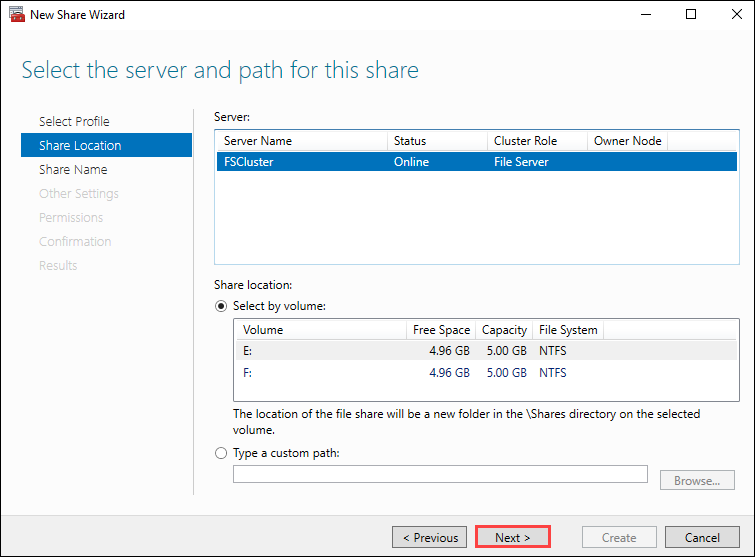 New Share Wizard
Select the server and path for this share
Select Profile
Share Location
Share Name
Other Settings
Permissions
Confirmation
Results
Server:
Server Name Status Cluster Role Owner Node
FSCluster Online File Server
Share location:
Select by volume:
Volume Free Space Capacity File System
E: 4.96 GB 5.00 GB NTFS
F: 4.96 GB 5.00 GB NTFS
The location of the file share will be a new folder in the \Shares directory on the selected
volume.
Type a custom path:
Browse...
< Previous Next > Create Cancel